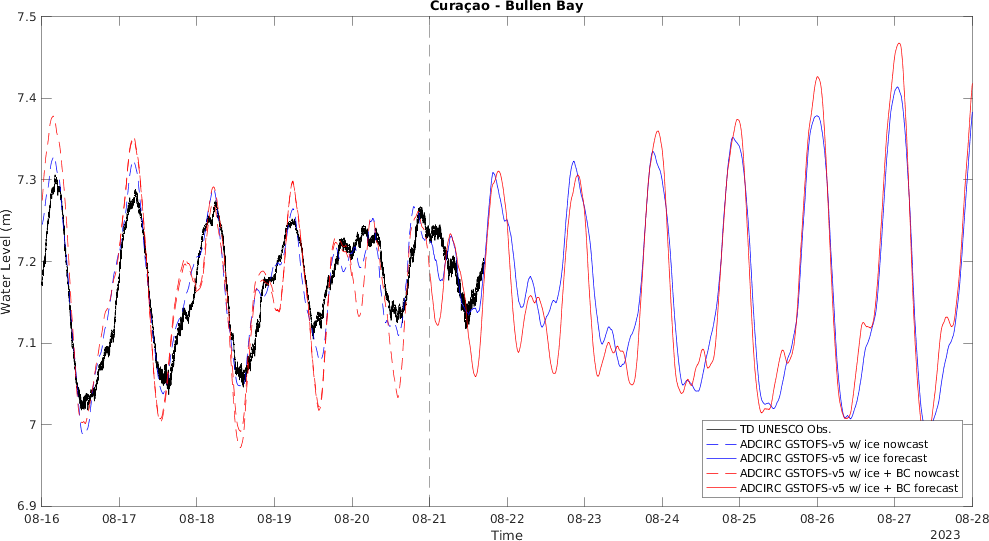 Curaçao - Bullen Bay
Water Level (m)
7.5
7.4
7.3
7.2
7.1
7
6.9
TD UNESCO Obs.
ADCIRC GSTOFS-v5 w/ ice nowcast
ADCIRC GSTOFS-v5 w/ ice forecast
ADCIRC GSTOFS-v5 w/ ice + BC nowcast
ADCIRC GSTOFS-v5 w/ ice + BC forecast
08-16 08-17 08-18 08-19 08-20 08-21 08-22 08-23 08-24 08-25 08-26 08-27 08-28
Time
2023